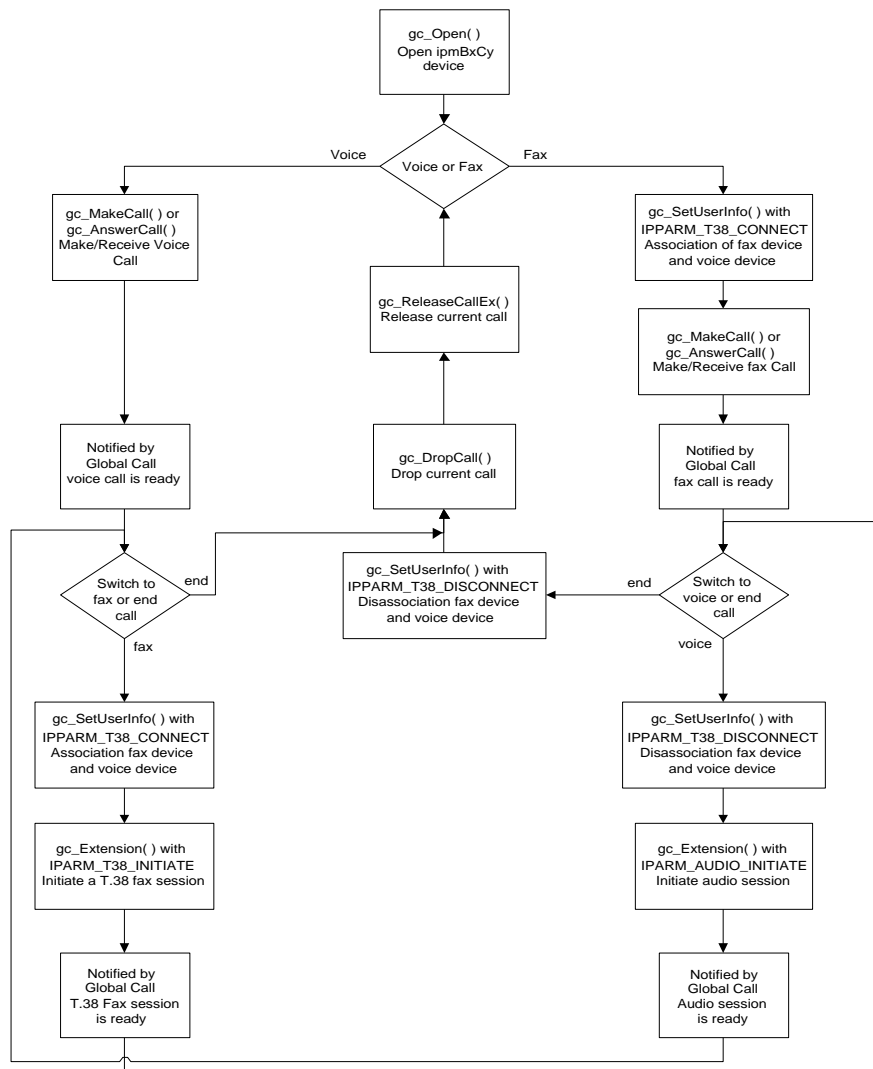 gc_Open( )
Open ipmBxCy
device
Voice
Voice or Fax
Fax
gc_MakeCall( ) or
gc_AnswerCall( )
Make/Receive Voice
Call
gc_SetUserInfo( ) with
IPPARM_T38_CONNECT
Association of fax device
and voice device
gc_ReleaseCallEx( )
Release current call
gc_MakeCall( ) or
gc_AnswerCall( )
Make/Receive fax Call
Notified by
Global Call
voice call is ready
gc_DropCall( )
Drop current call
Notified by
Global Call
fax call is ready
Switch to
fax or end
call
end
fax
gc_SetUserInfo( ) with
IPPARM_T38_DISCONNECT
Disassociation fax device
and voice device
end
Switch to
voice or end
call
voice
gc_SetUserInfo( ) with
IPPARM_T38_CONNECT
Association fax device
and voice device
gc_SetUserInfo( ) with
IPPARM_T38_DISCONNECT
Disassociation fax device
and voice device
gc_Extension( ) with
IPARM_T38_INITIATE
Initiate a T.38 fax session
gc_Extension( ) with
IPARM_AUDIO_INITIATE
Initiate audio session
Notified by
Global Call
T.38 Fax session
is ready
Notified by
Global Call
Audio session
is ready